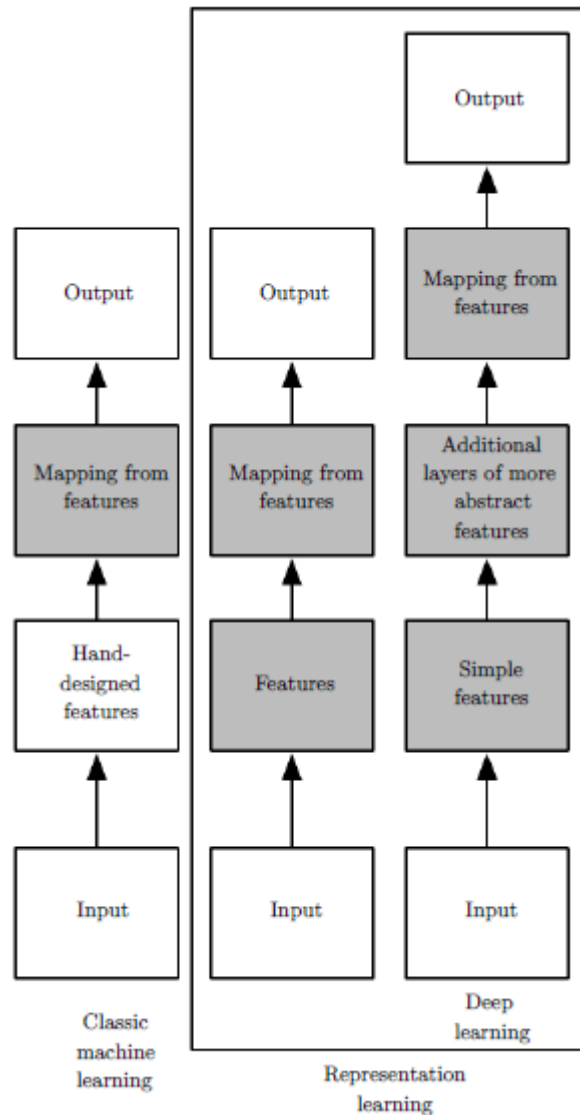 Output
Mapping from
features
Hand-
designed
features
Input
Classic
machine
learning
Output
Mapping from
features
Features
Input
Output
Mapping from
features
Additional
layers of more
abstract
features
Simple
features
Input
Deep
learning
Representation
learning